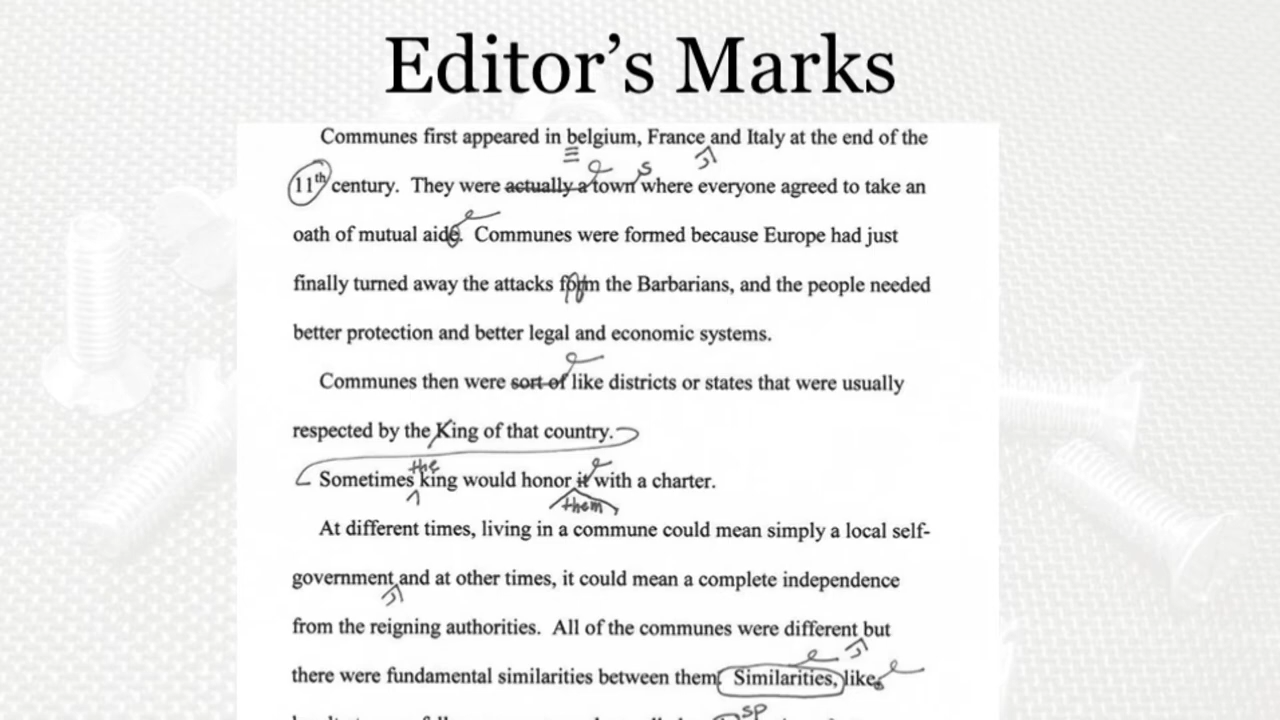 Editor’s Marks
Communes first appeared in belgium, France and Italy at the end of the
11th century. They were actually a town s where everyone agreed to take an
oath of mutual aide. Communes were formed because Europe had just
finally turned away the attacks form the Barbarians, and the people needed
better protection and better legal and economic systems.
Communes then were sort of like districts or states that were usually
respected by the King of that country.
the
Sometimes king would honor it with a charter.
them
At different times, living in a commune could mean simply a local self-
government and at other times, it could mean a complete independence
from the reigning authorities. All of the communes were different but
there were fundamental similarities between them. Similarities, like,
sp